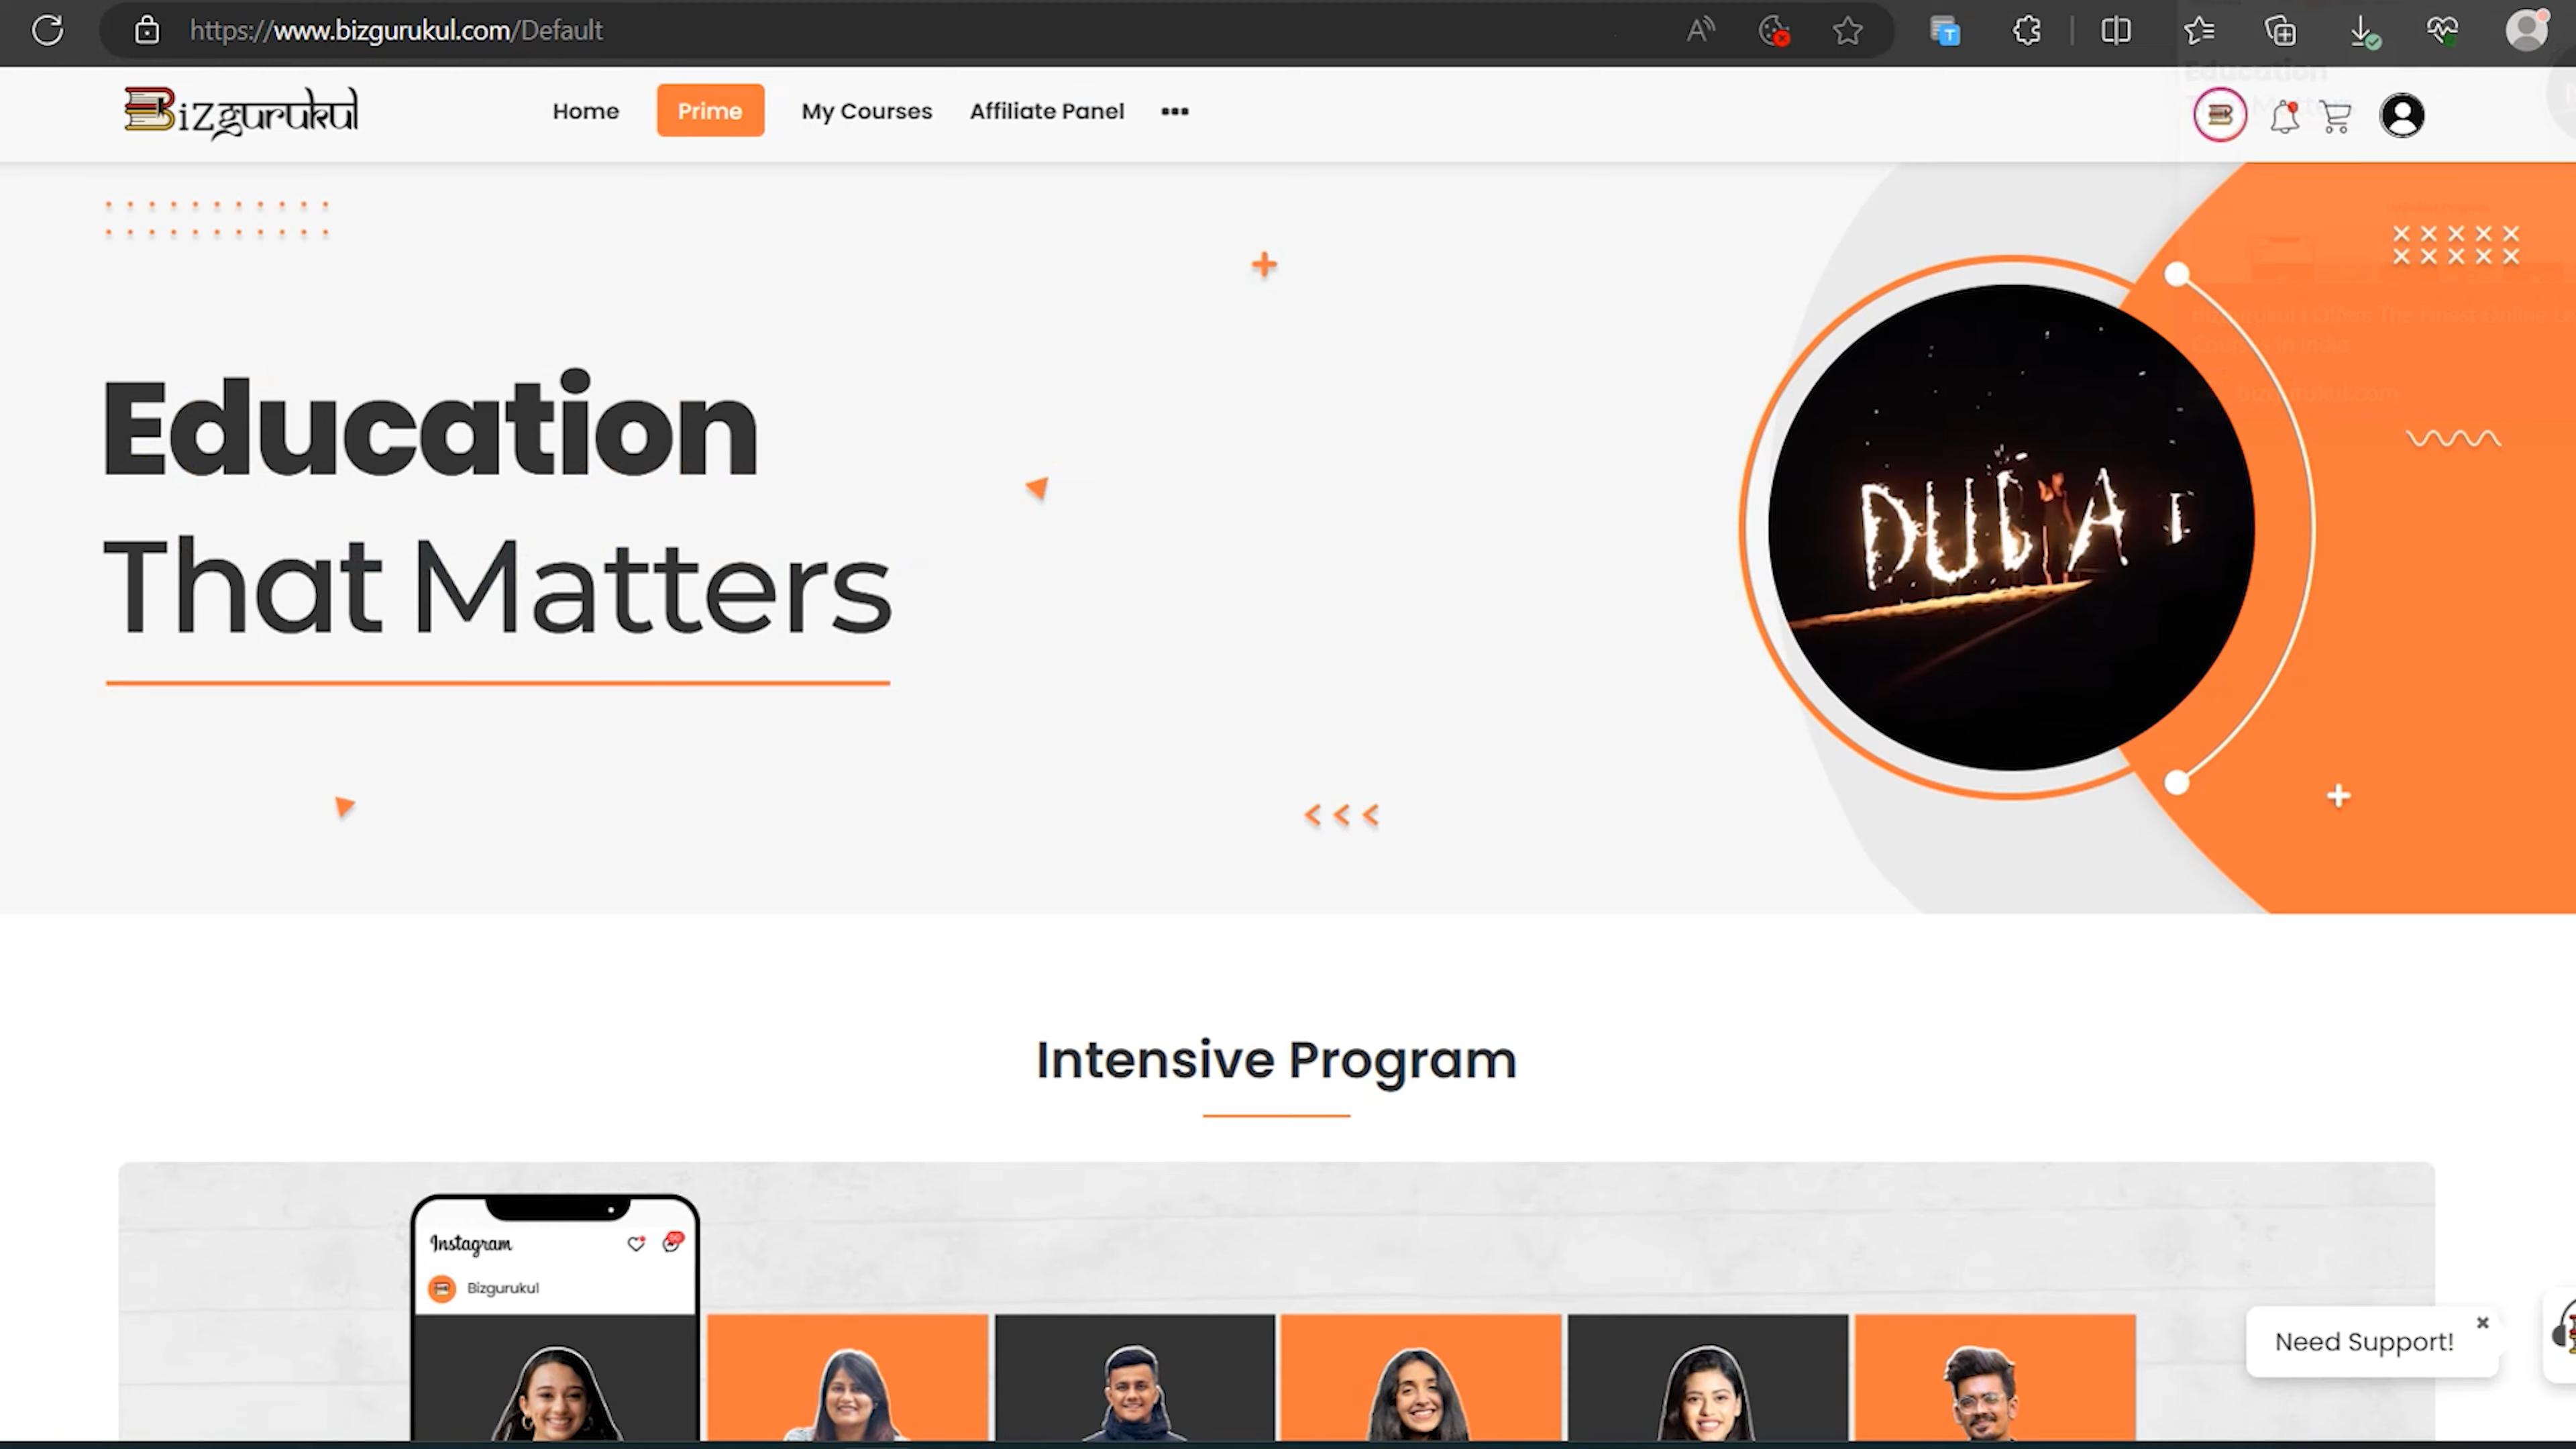 https://www.bizgurukul.com/Default
Bizgurukul
Home
Prime
My Courses
Affiliate Panel
Education
That Matters
DUBAI
Intensive Program
Instagram
Bizgurukul
Need Support!